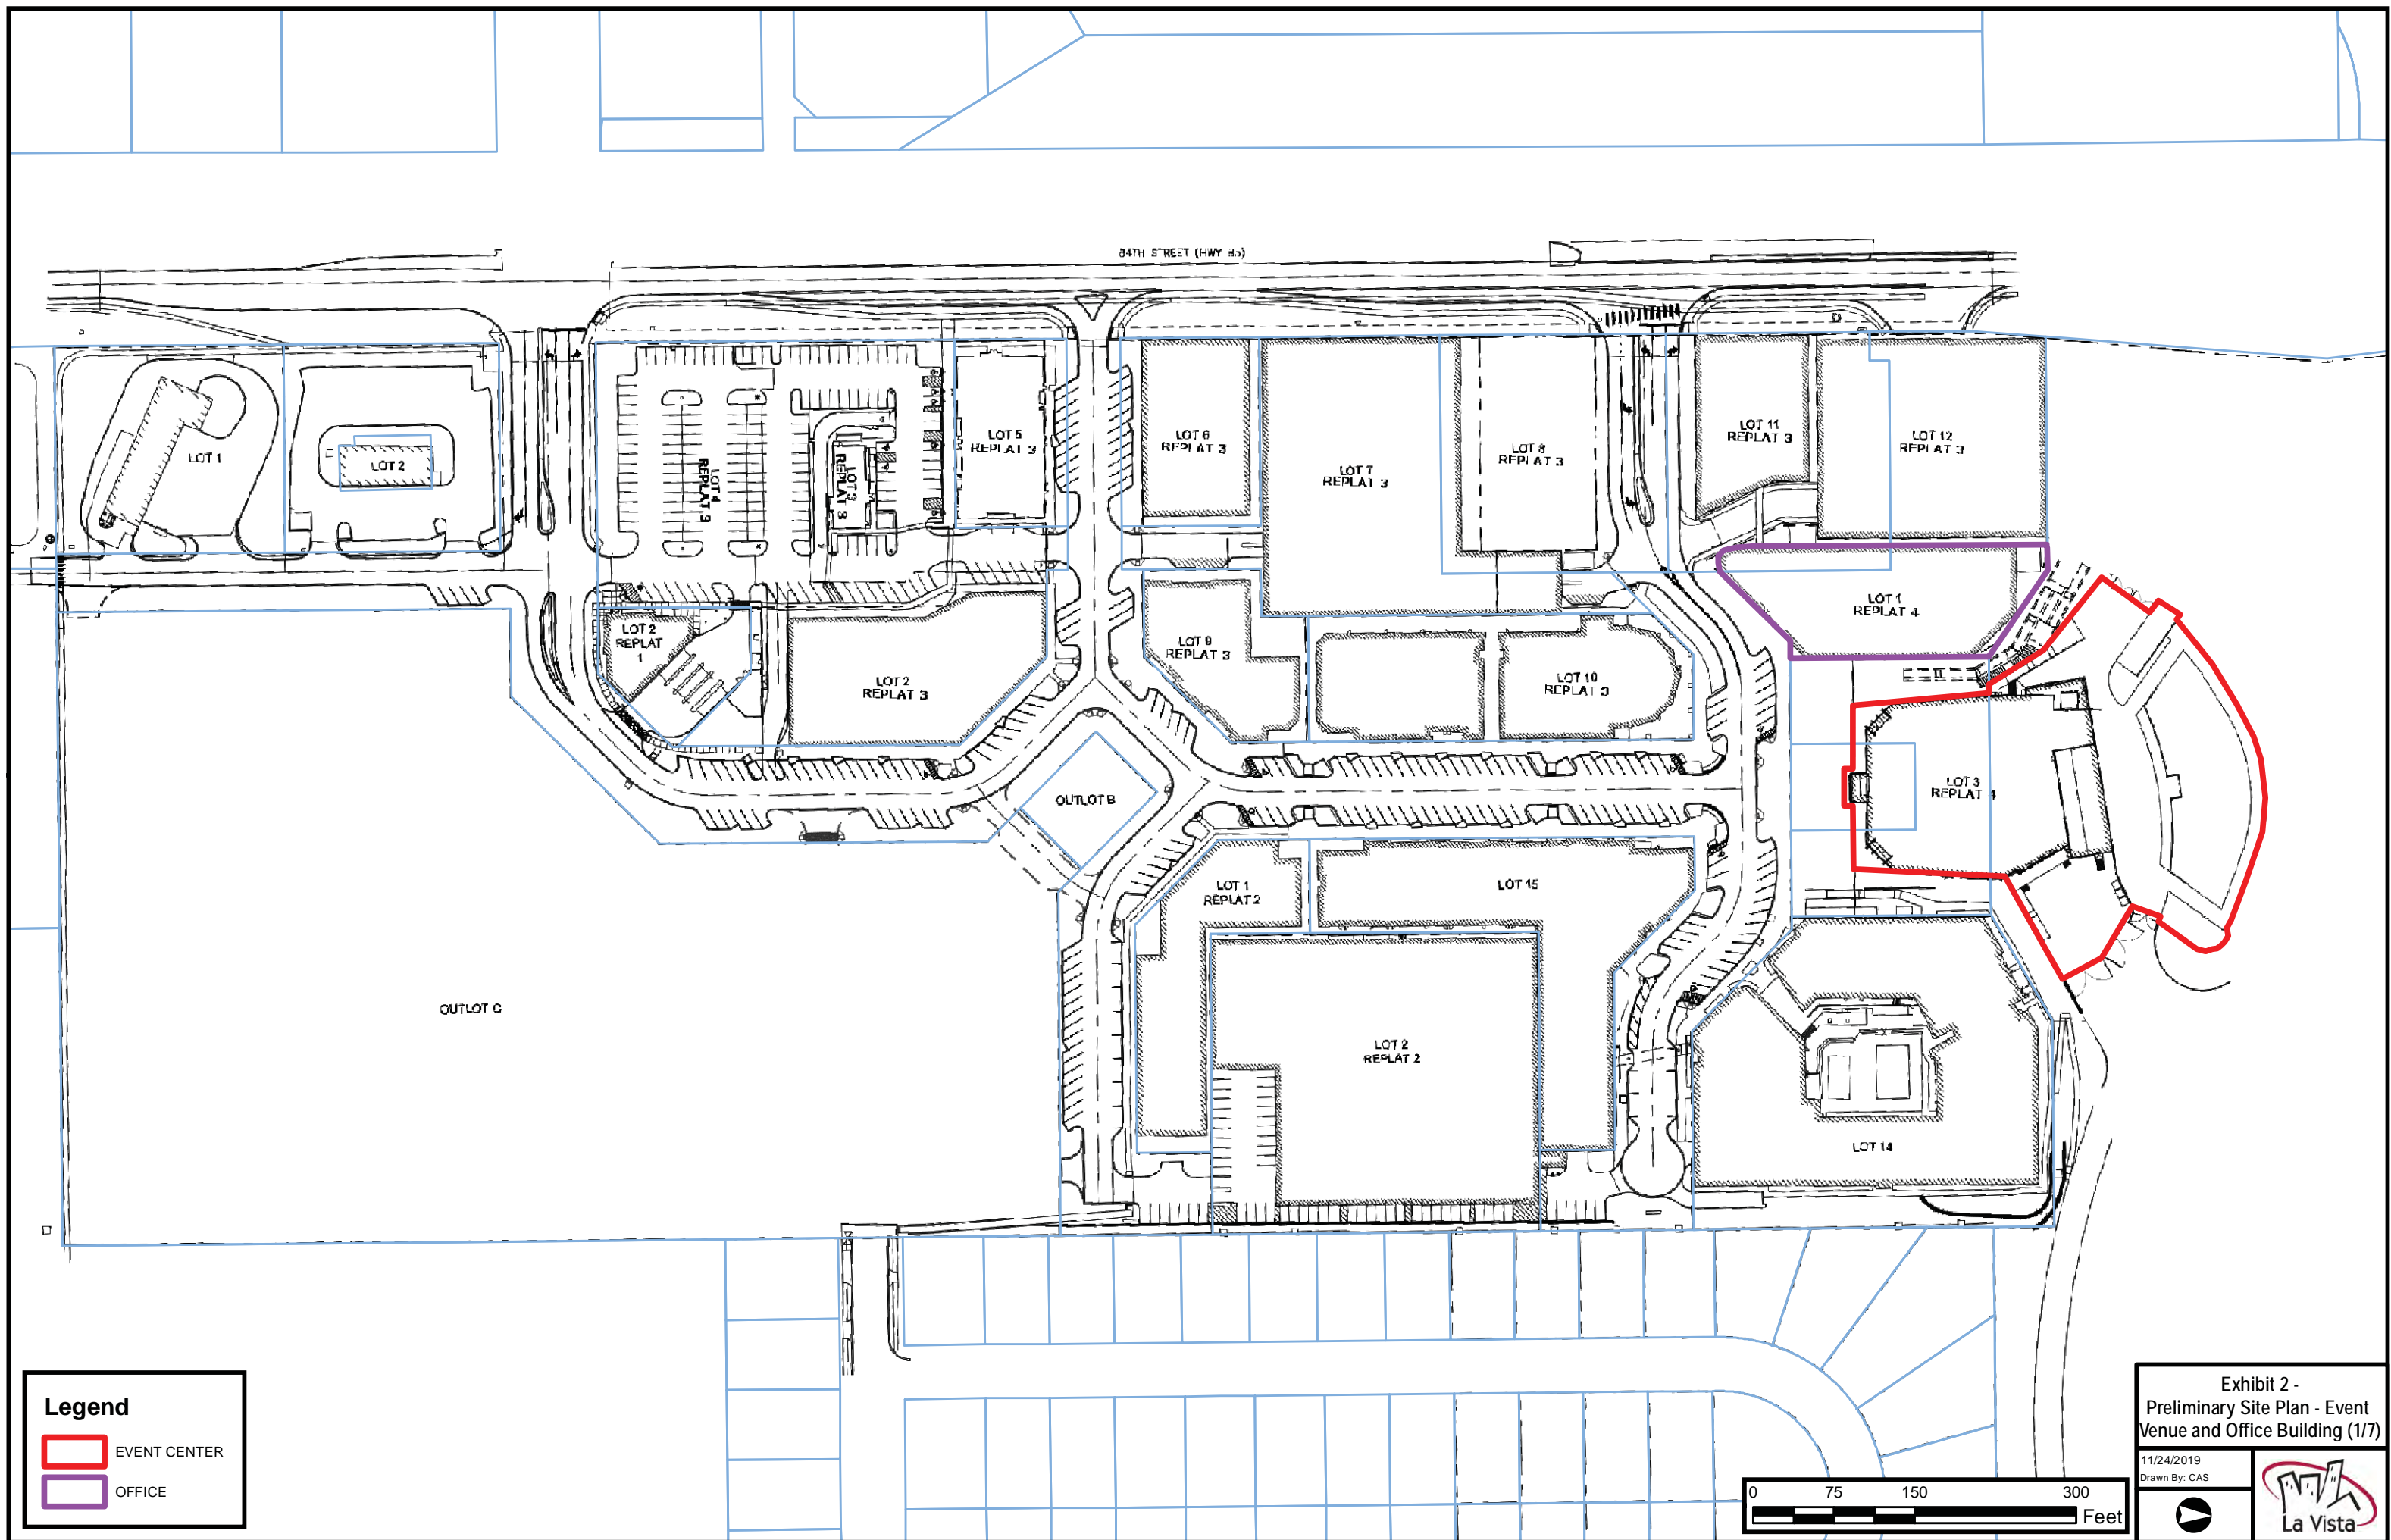 84TH STREET (HWY 85)
LOT 1
LOT 2
LOT 4
REPLAT 3
LOT 3
REPLAT 3
LOT 5
REPLAT 3
LOT 6
REPLAT 3
LOT 7
REPLAT 3
LOT 8
REPLAT 3
LOT 11
REPLAT 3
LOT 12
REPLAT 3
LOT 1
REPLAT 4
LOT 2
REPLAT
1
LOT 2
REPLAT 3
LOT 9
REPLAT 3
LOT 10
REPLAT 3
OUTLOT B
LOT 3
REPLAT 4
LOT 1
REPLAT 2
LOT 15
OUTLOT C
LOT 2
REPLAT 2
LOT 14
Legend
EVENT CENTER
OFFICE
0 75 150 300
Feet
Exhibit 2 -
Preliminary Site Plan - Event
Venue and Office Building (1/7)
11/24/2019
Drawn By: CAS
La Vista